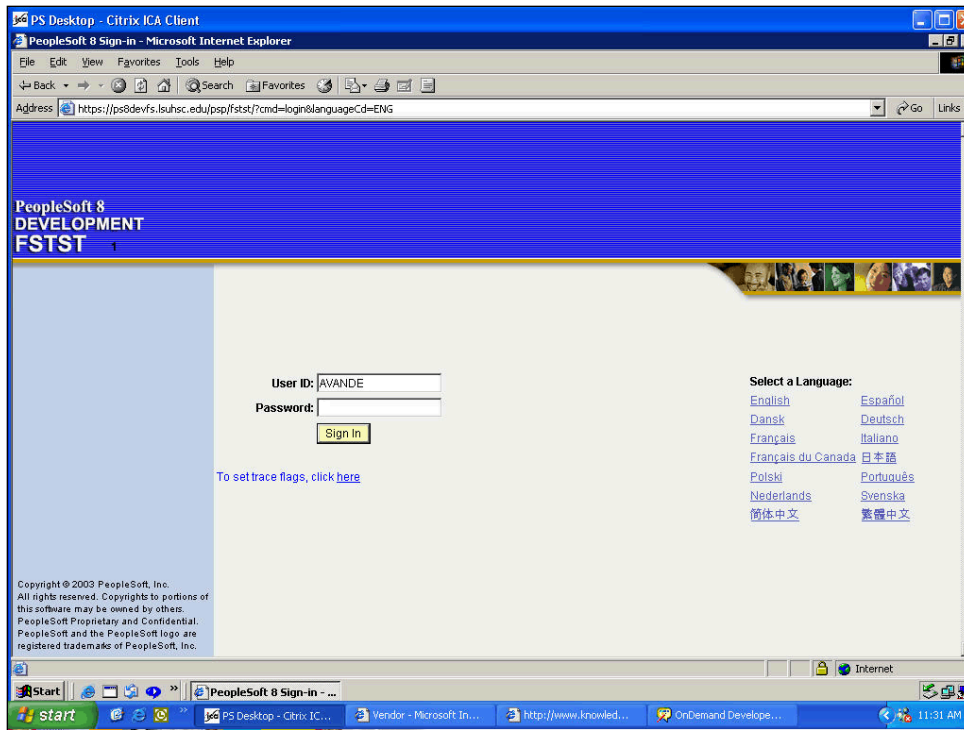 PS Desktop - Citrix ICA Client
PeopleSoft 8 Sign-in - Microsoft Internet Explorer
File Edit View Favorites Tools Help
Back Search Favorites
Address https://ps8devfs.lsuhsc.edu/psp/fstst/?cmd=login&languageCd=ENG Go Links
PeopleSoft 8
DEVELOPMENT
FSTST 1
User ID: AVANDE
Password:
Sign In
To set trace flags, click here
Select a Language:
English Español
Dansk Deutsch
Français Italiano
Français du Canada 日本語
Polski Português
Nederlands Svenska
简体中文 繁體中文
Copyright © 2003 PeopleSoft, Inc.
All rights reserved. Copyrights to portions of
this software may be owned by others.
PeopleSoft Proprietary and Confidential.
PeopleSoft and the PeopleSoft logo are
registered trademarks of PeopleSoft, Inc.
Internet
Start » PeopleSoft 8 Sign-in - ...
start » PS Desktop - Citrix IC... Vendor - Microsoft In... http://www.knowled... OnDemand Develope... 11:31 AM